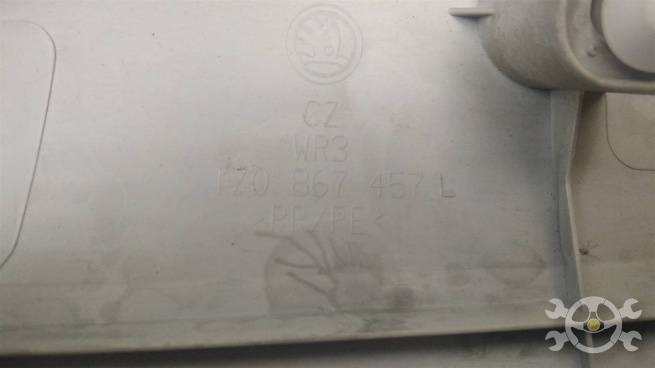 CZ
WR3
1Z0 867 457 L
>PP/PE<